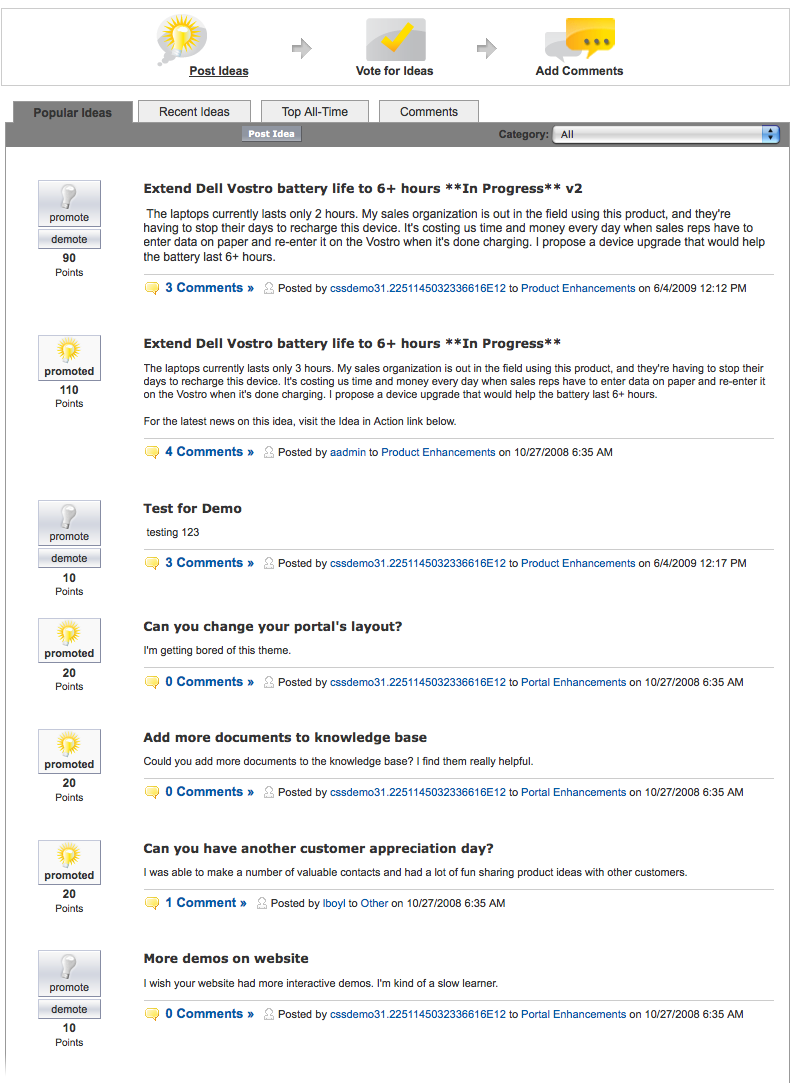 Post Ideas
Vote for Ideas
Add Comments
Popular Ideas
Recent Ideas
Top All-Time
Comments
Post Idea
Category: All
promote
demote
90
Points
Extend Dell Vostro battery life to 6+ hours **In Progress** v2
The laptops currently lasts only 2 hours. My sales organization is out in the field using this product, and they're
having to stop their days to recharge this device. It's costing us time and money every day when sales reps have to
enter data on paper and re-enter it on the Vostro when it's done charging. I propose a device upgrade that would help
the battery last 6+ hours.
3 Comments » Posted by cssdemo31.2251145032336616E12 to Product Enhancements on 6/4/2009 12:12 PM
promoted
110
Points
Extend Dell Vostro battery life to 6+ hours **In Progress**
The laptops currently lasts only 3 hours. My sales organization is out in the field using this product, and they're having to stop their
days to recharge this device. It's costing us time and money every day when sales reps have to enter data on paper and re-enter it
on the Vostro when it's done charging. I propose a device upgrade that would help the battery last 6+ hours.
For the latest news on this idea, visit the Idea in Action link below.
4 Comments » Posted by aadmin to Product Enhancements on 10/27/2008 6:35 AM
promote
demote
10
Points
Test for Demo
testing 123
3 Comments » Posted by cssdemo31.2251145032336616E12 to Product Enhancements on 6/4/2009 12:17 PM
promoted
20
Points
Can you change your portal's layout?
I'm getting bored of this theme.
0 Comments » Posted by cssdemo31.2251145032336616E12 to Portal Enhancements on 10/27/2008 6:35 AM
promoted
20
Points
Add more documents to knowledge base
Could you add more documents to the knowledge base? I find them really helpful.
0 Comments » Posted by cssdemo31.2251145032336616E12 to Portal Enhancements on 10/27/2008 6:35 AM
promoted
20
Points
Can you have another customer appreciation day?
I was able to make a number of valuable contacts and had a lot of fun sharing product ideas with other customers.
1 Comment » Posted by lboyl to Other on 10/27/2008 6:35 AM
promote
demote
10
Points
More demos on website
I wish your website had more interactive demos. I'm kind of a slow learner.
0 Comments » Posted by cssdemo31.2251145032336616E12 to Portal Enhancements on 10/27/2008 6:35 AM